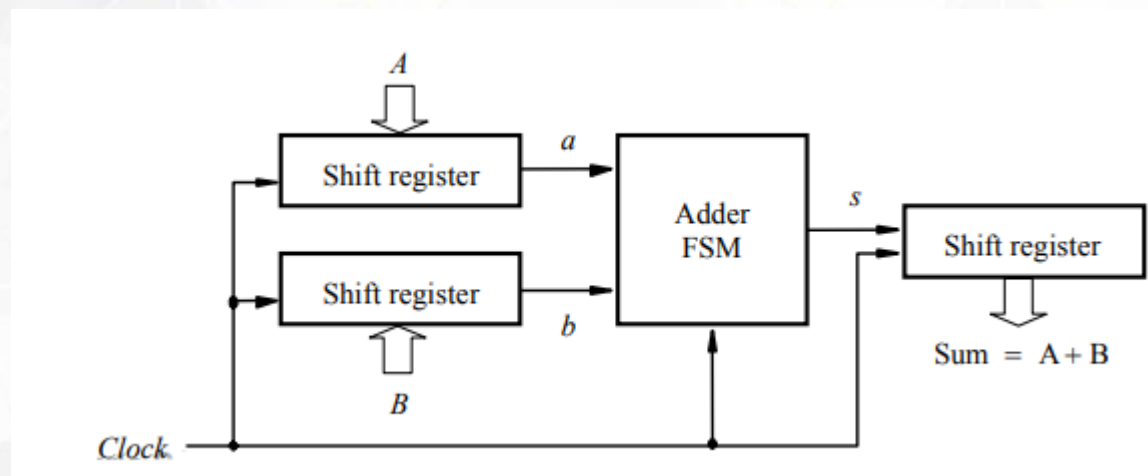 A
Shift register
a
Adder
FSM
s
Shift register
Shift register
b
B
Sum = A + B
Clock